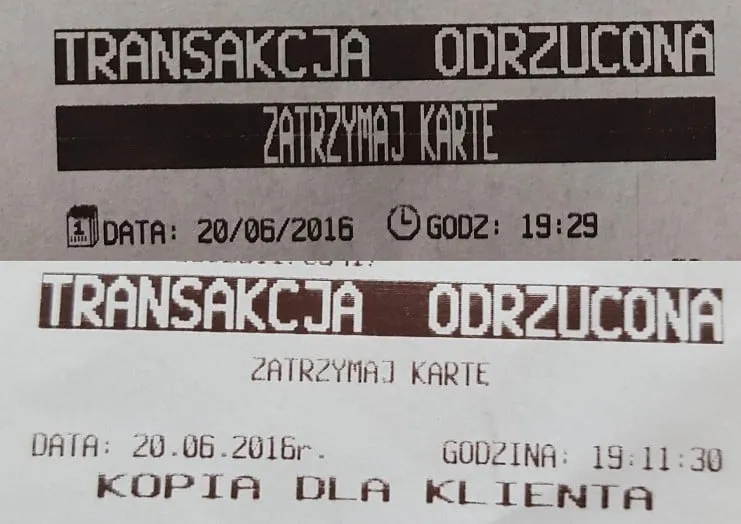 TRANSAKCJA ODRZUCONA
ZATRZYMAJ KARTE
DATA: 20/06/2016 GODZ: 19:29
TRANSAKCJA ODRZUCONA
ZATRZYMAJ KARTE
DATA: 20.06.2016r. GODZINA: 19:11:30
KOPIA DLA KLIENTA